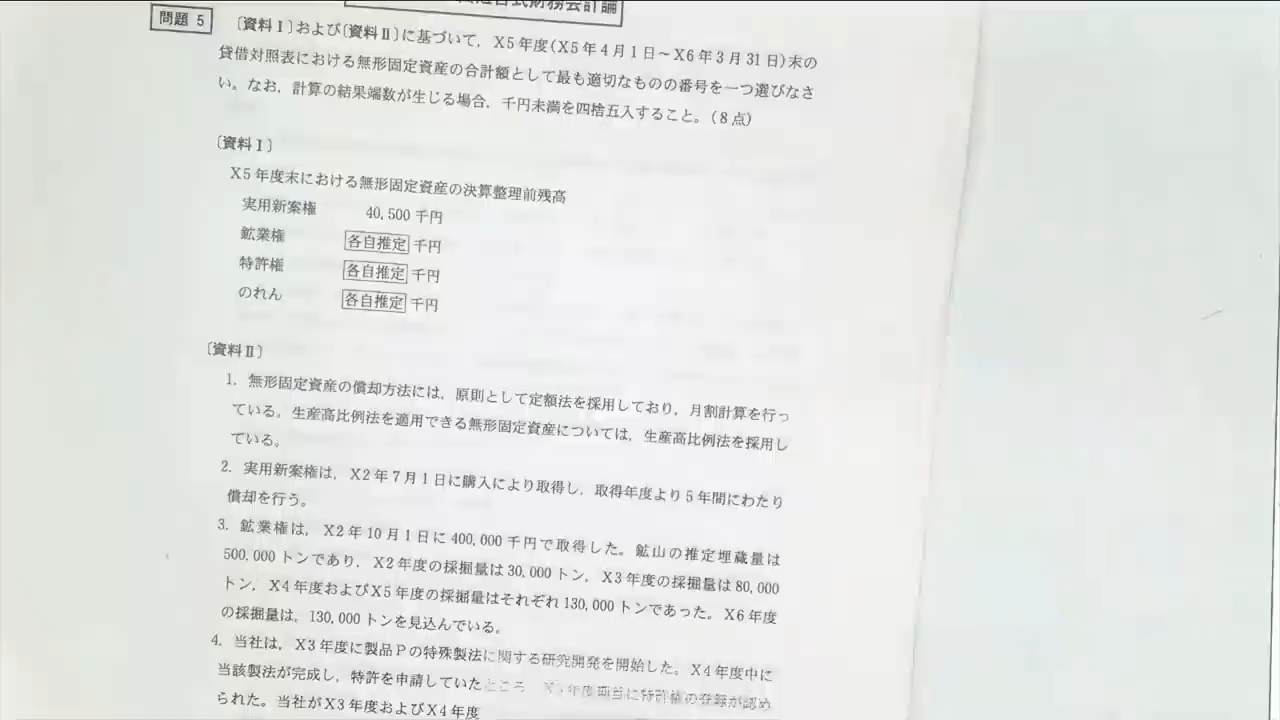 財務会計論
問題 5
〔資料Ⅰ〕および〔資料Ⅱ〕に基づいて，X5年度(X5年4月1日～X6年3月31日)末の
貸借対照表における無形固定資産の合計額として最も適切なものの番号を一つ選びなさ
い。なお，計算の結果端数が生じる場合，千円未満を四捨五入すること。(8点)
〔資料Ⅰ〕
X5年度末における無形固定資産の決算整理前残高
実用新案権 40,500 千円
鉱業権 各自推定 千円
特許権 各自推定 千円
のれん 各自推定 千円
〔資料Ⅱ〕
1. 無形固定資産の償却方法には，原則として定額法を採用しており，月割計算を行っ
ている。生産高比例法を適用できる無形固定資産については，生産高比例法を採用し
ている。
2. 実用新案権は，X2年7月1日に購入により取得し，取得年度より5年間にわたり
償却を行う。
3. 鉱業権は，X2年10月1日に400,000千円で取得した。鉱山の推定埋蔵量は
500,000トンであり，X2年度の採掘量は30,000トン，X3年度の採掘量は80,000
トン，X4年度およびX5年度の採掘量はそれぞれ130,000トンであった。X6年度
の採掘量は，130,000トンを見込んでいる。
4. 当社は，X3年度に製品Pの特殊製法に関する研究開発を開始した。X4年度中に
当該製法が完成し，特許を申請していたところ X5年度期首に特許権の登録が認め
られた。当社がX3年度およびX4年度